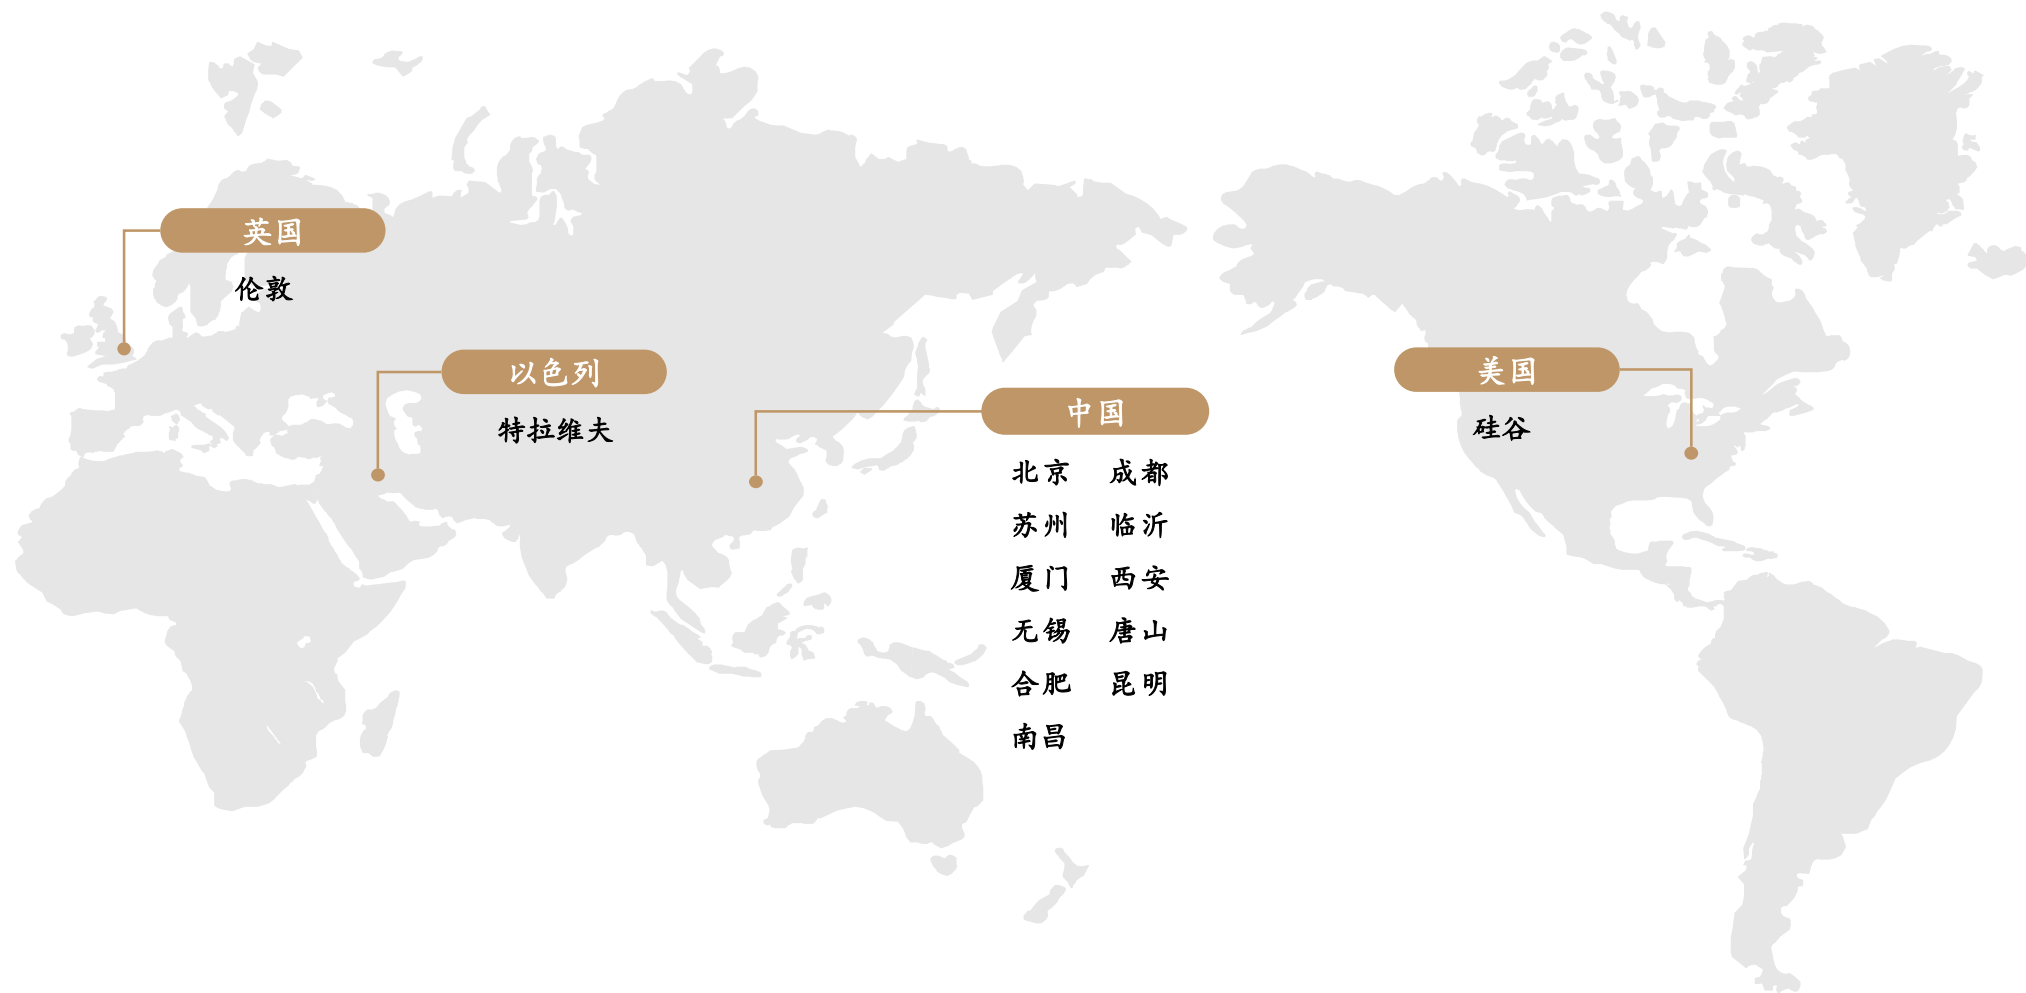 英国
伦敦
以色列
特拉维夫
中国
北京 成都
苏州 临沂
厦门 西安
无锡 唐山
合肥 昆明
南昌
美国
硅谷